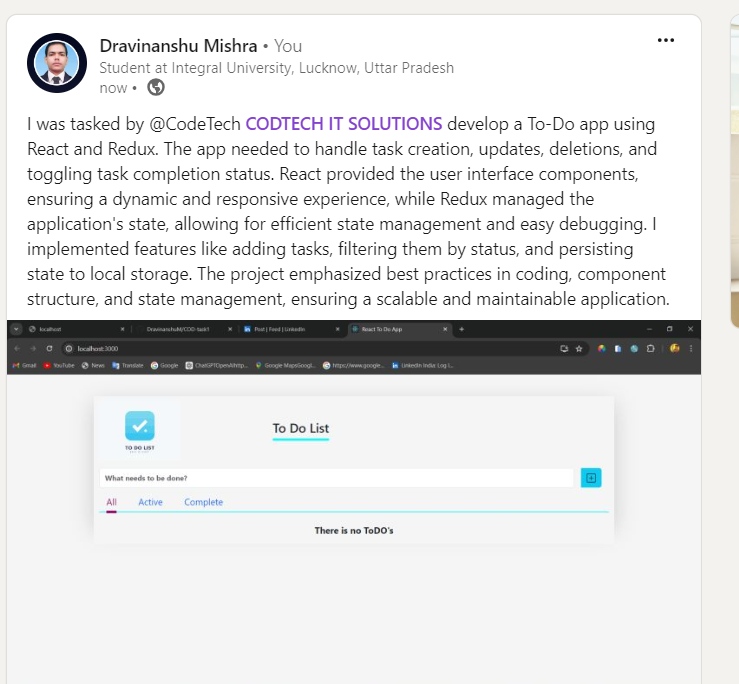 Dravinanshu Mishra • You
Student at Integral University, Lucknow, Uttar Pradesh
now •
I was tasked by @CodeTech CODTECH IT SOLUTIONS develop a To-Do app using
React and Redux. The app needed to handle task creation, updates, deletions, and
toggling task completion status. React provided the user interface components,
ensuring a dynamic and responsive experience, while Redux managed the
application's state, allowing for efficient state management and easy debugging. I
implemented features like adding tasks, filtering them by status, and persisting
state to local storage. The project emphasized best practices in coding, component
structure, and state management, ensuring a scalable and maintainable application.
localhost
DravinanshuM/COD-task1
Post | Feed | LinkedIn
React To Do App
localhost:3000
Gmail YouTube News Translate Google ChatGPTOpenAIhttp... Google MapsGoogl... https://www.google... LinkedIn India: Log I...
TO DO LIST
To Do List
What needs to be done?
All Active Complete
There is no ToDO's